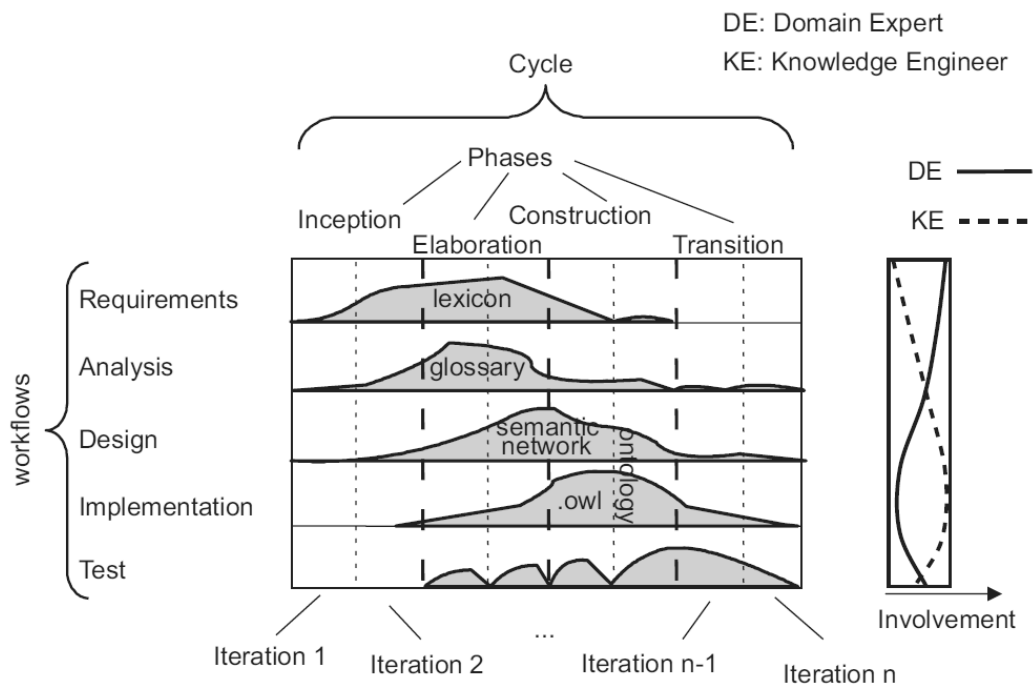 DE: Domain Expert
KE: Knowledge Engineer
Cycle
Phases
Inception
Construction
Elaboration
Transition
DE
KE
workflows
Requirements
lexicon
Analysis
glossary
Design
semantic
network
ontology
Implementation
.owl
Test
Involvement
Iteration 1
Iteration 2
...
Iteration n-1
Iteration n